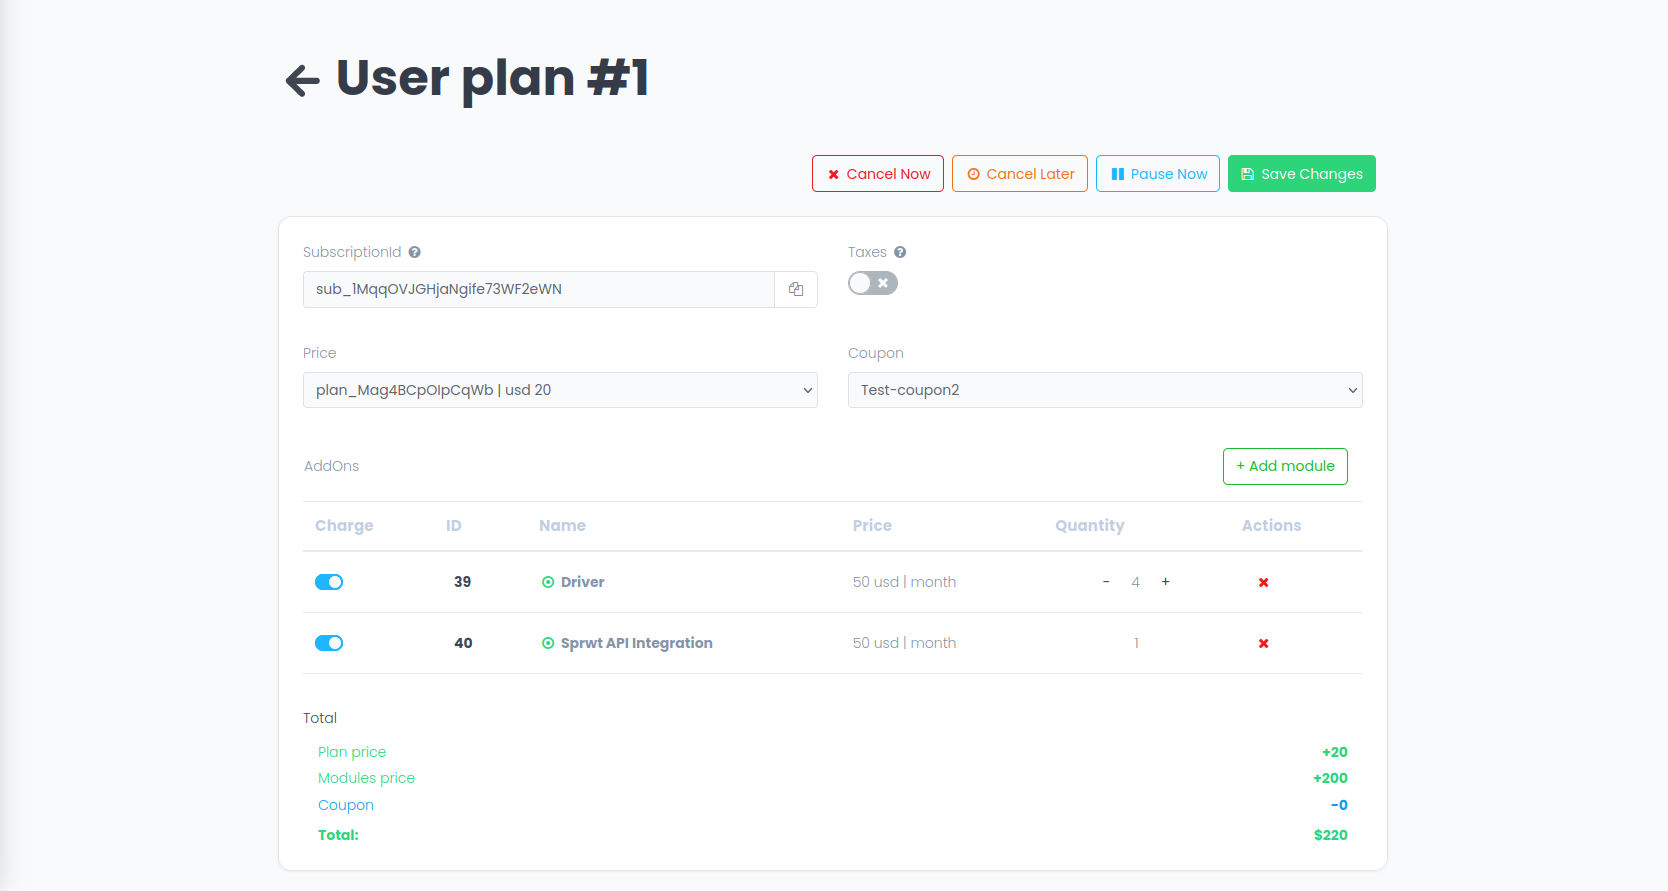 User plan #1
Cancel Now Cancel Later Pause Now Save Changes
SubscriptionId Taxes
sub_1MqqOVJGHjaNgife73WF2eWN
Price Coupon
plan_Mag4BCpOIpCqWb | usd 20 Test-coupon2
AddOns + Add module
Charge ID Name Price Quantity Actions
39 Driver 50 usd | month - 4 +
40 Sprwt API Integration 50 usd | month 1
Total
Plan price +20
Modules price +200
Coupon -0
Total: $220